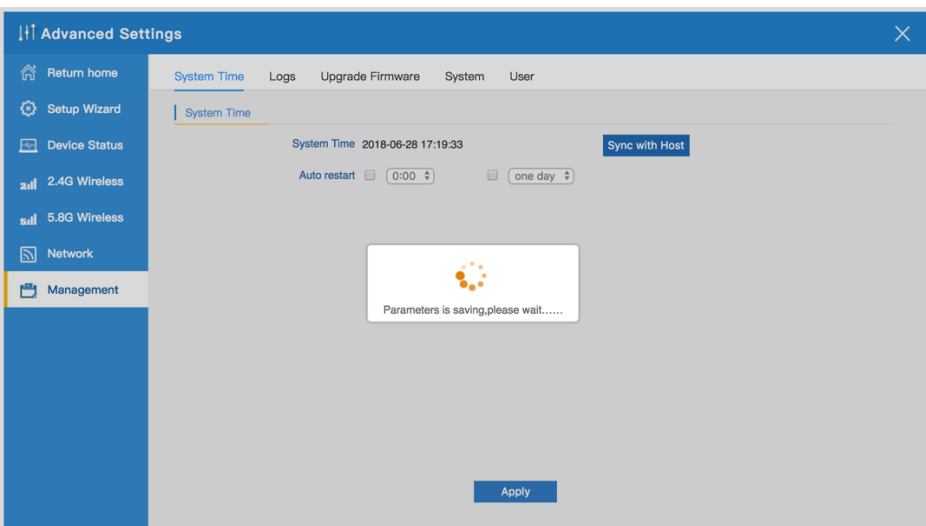 Advanced Settings
Return home
Setup Wizard
Device Status
2.4G Wireless
5.8G Wireless
Network
Management
System Time Logs Upgrade Firmware System User
System Time
System Time 2018-06-28 17:19:33 Sync with Host
Auto restart 0:00 one day
Parameters is saving,please wait......
Apply